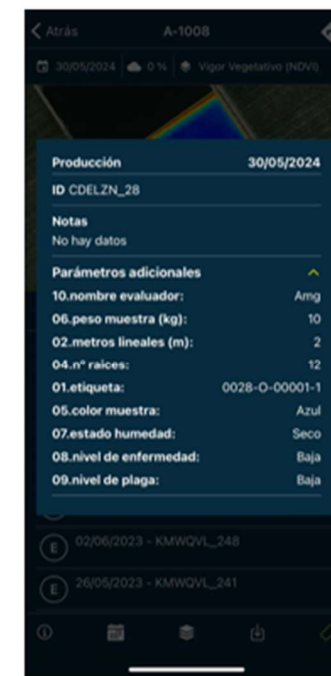 Atrás A-1008
30/05/2024 0 % Vigor Vegetativo (NDVI)
Producción 30/05/2024
ID CDELZN_28
Notas
No hay datos
Parámetros adicionales
10.nombre evaluador: Amg
06.peso muestra (kg): 10
02.metros lineales (m): 2
04.nº raices: 12
01.etiqueta: 0028-O-00001-1
05.color muestra: Azul
07.estado humedad: Seco
08.nivel de enfermedad: Baja
09.nivel de plaga: Baja
E 02/06/2023 - KMWQVL_248
E 26/05/2023 - KMWQVL_241